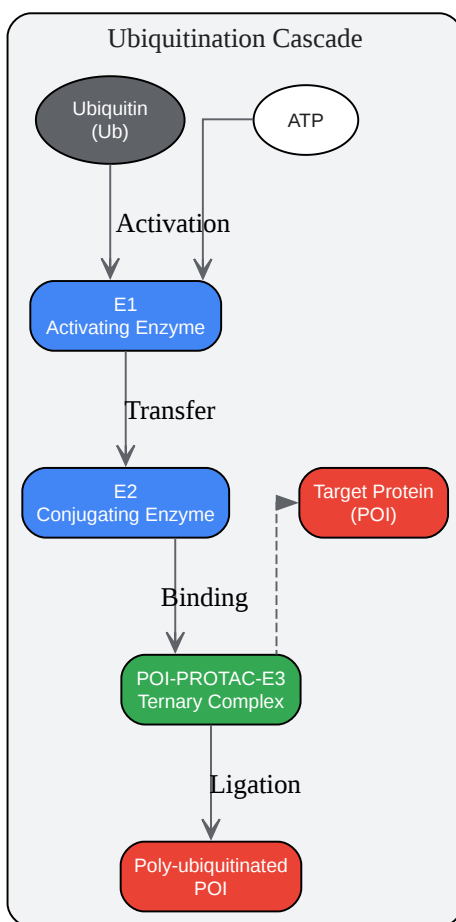 Ubiquitination Cascade
Ubiquitin
(Ub)
ATP
Activation
E1
Activating Enzyme
Transfer
E2
Conjugating Enzyme
Target Protein
(POI)
Binding
POI-PROTAC-E3
Ternary Complex
Ligation
Poly-ubiquitinated
POI